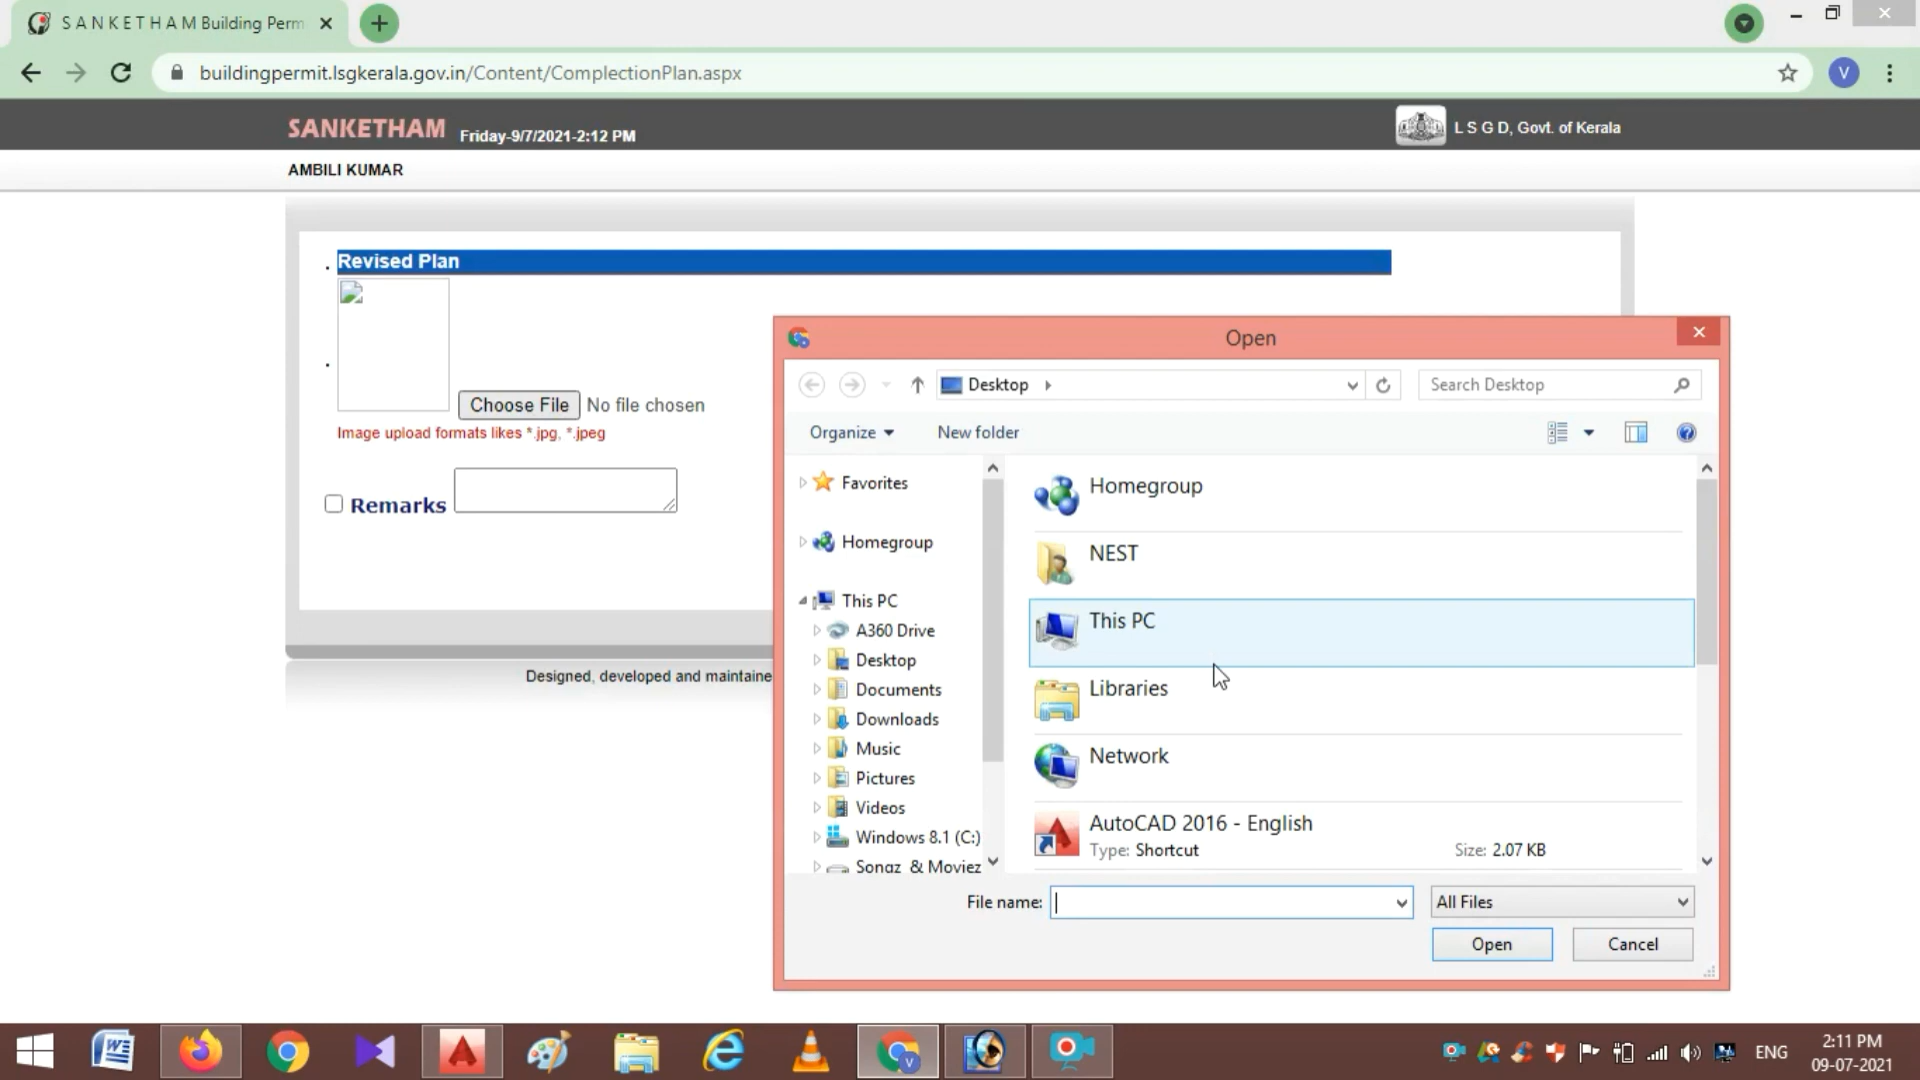 S A N K E T H A M Building Perm
buildingpermit.lsgkerala.gov.in/Content/ComplectionPlan.aspx
V
SANKETHAM Friday-9/7/2021-2:12 PM
L S G D, Govt. of Kerala
AMBILI KUMAR
. Revised Plan
.
Choose File No file chosen
Image upload formats likes *.jpg, *.jpeg
Remarks
Designed, developed and maintaine
Open
Desktop
Search Desktop
Organize
New folder
Favorites
Homegroup
This PC
A360 Drive
Desktop
Documents
Downloads
Music
Pictures
Videos
Windows 8.1 (C:)
Songz & Moviez
Homegroup
NEST
This PC
Libraries
Network
AutoCAD 2016 - English
Type: Shortcut
Size: 2.07 KB
File name:
All Files
Open
Cancel
ENG
2:11 PM
09-07-2021